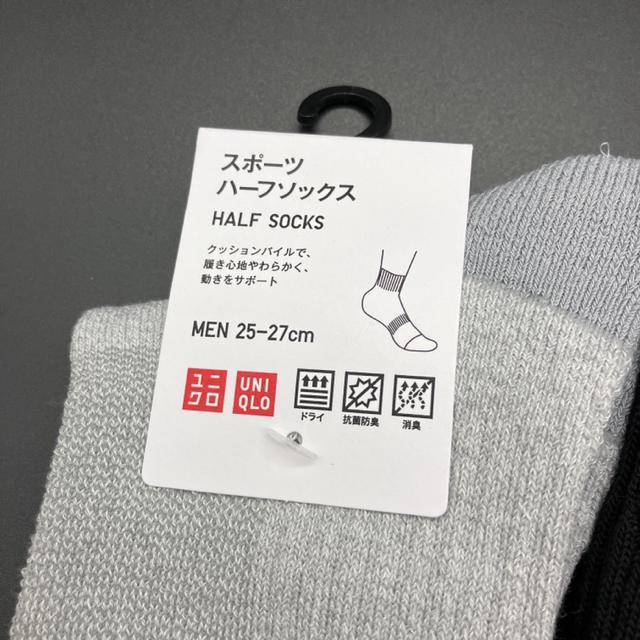 スポーツ
ハーフソックス
HALF SOCKS
クッションパイルで、
履き心地やわらかく、
動きをサポート
MEN 25-27cm
ユニ
クロ
UNI
QLO
ドライ
抗菌防臭
消臭